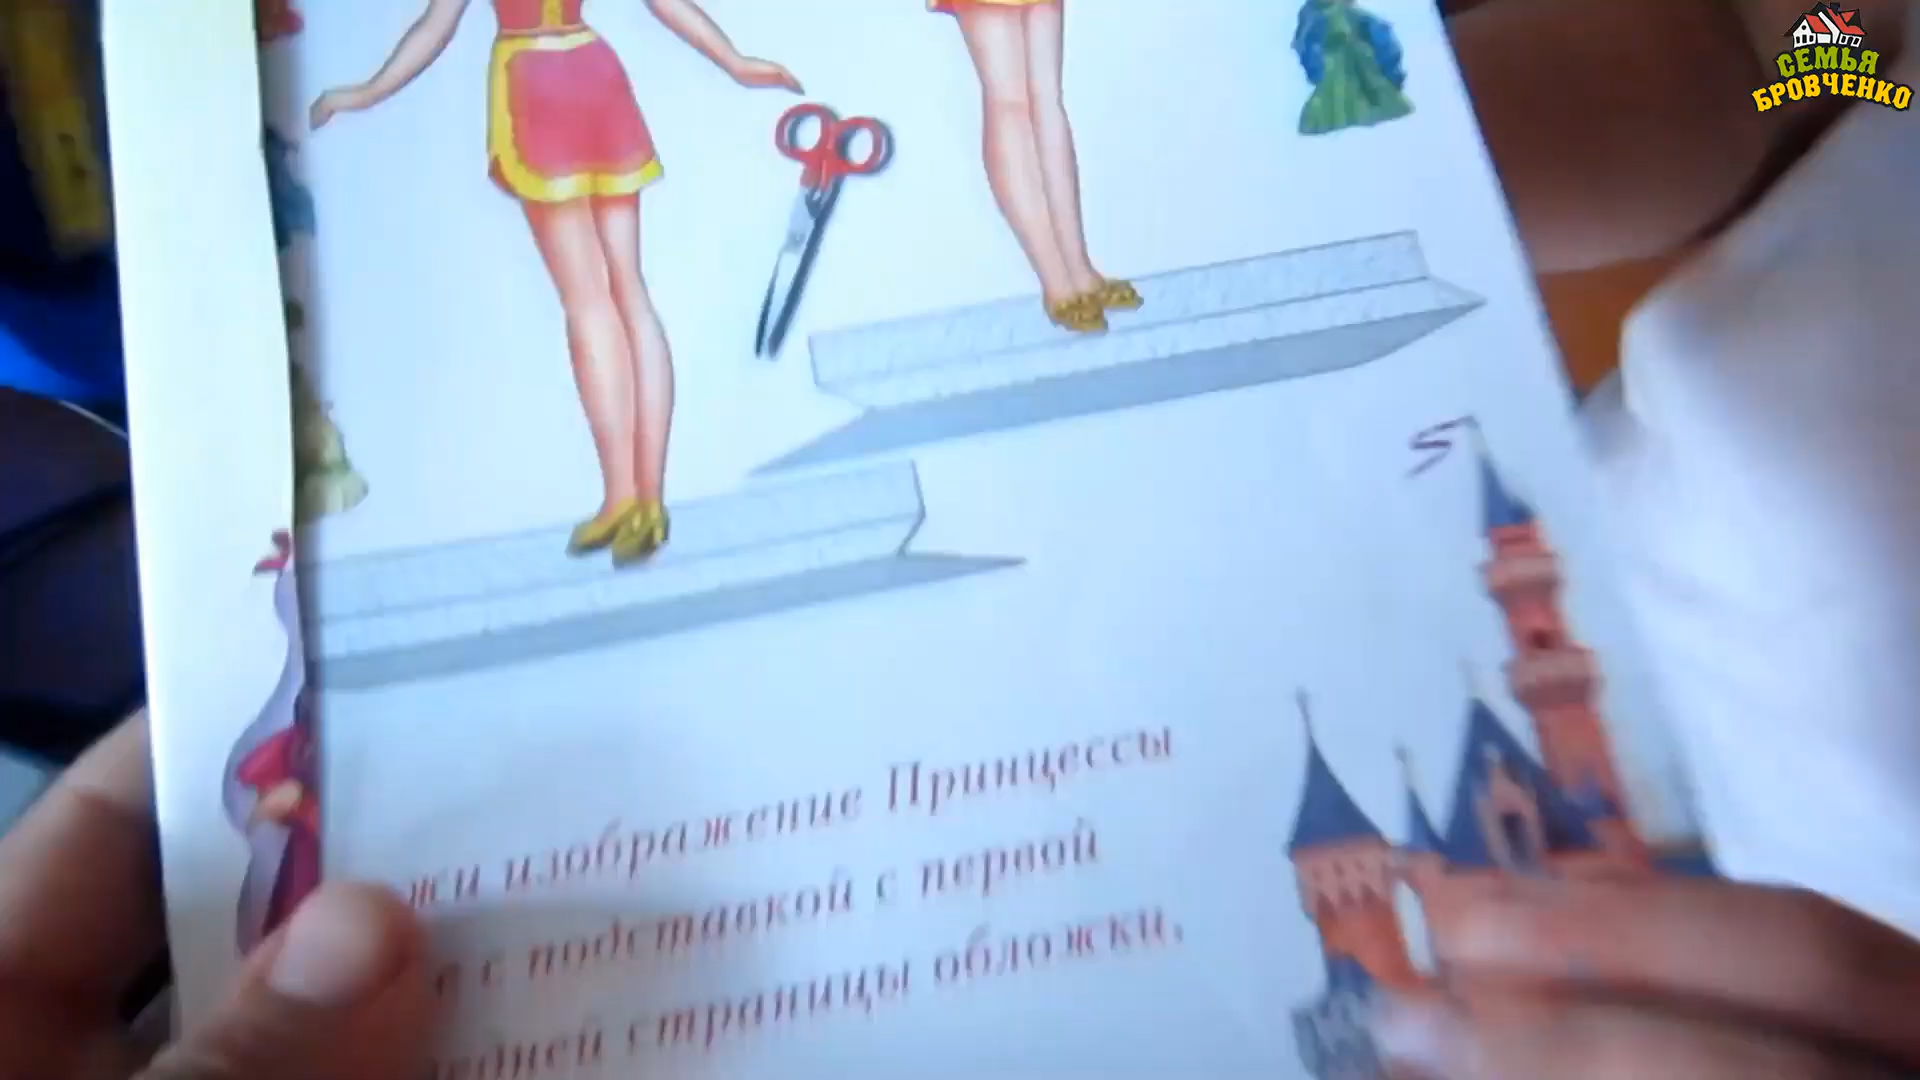 СЕМЬЯ
БРОВЧЕНКО
изображение Принцессы
с подставкой с первой
страницы обложки.